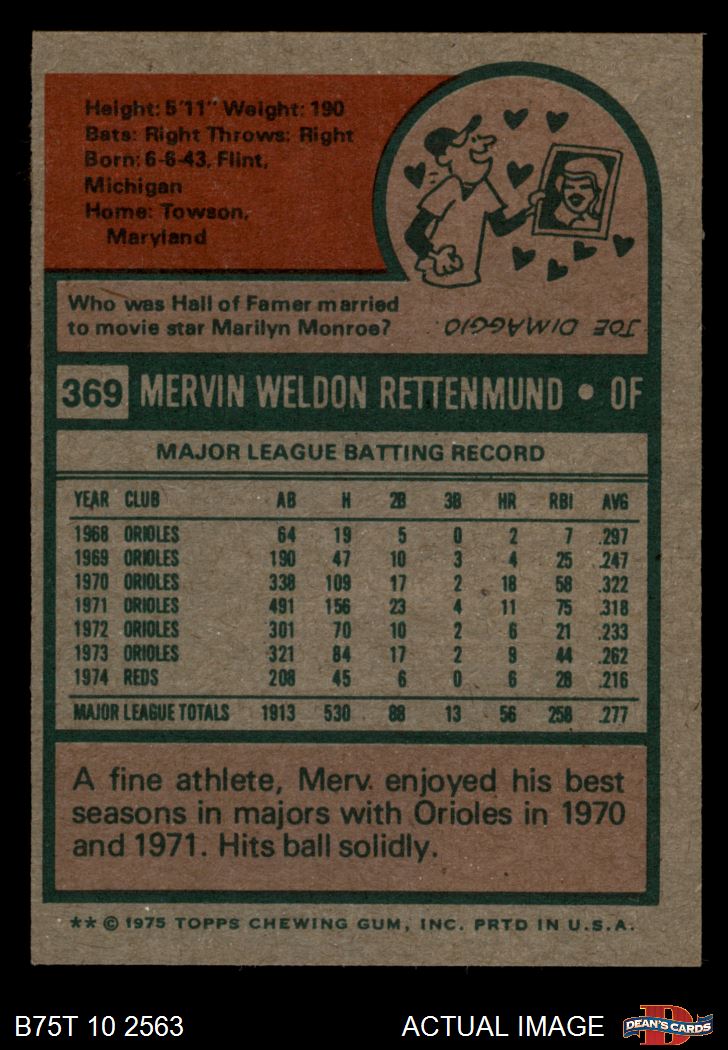 Height: 5'11" Weight: 190
Bats: Right Throws: Right
Born: 6-6-43, Flint,
Michigan
Home: Towson,
Maryland
Who was Hall of Famer married
to movie star Marilyn Monroe?
JOE DIMAGGIO
369 MERVIN WELDON RETTENMUND • OF
MAJOR LEAGUE BATTING RECORD
YEAR CLUB AB H 2B 3B HR RBI AVG
1968 ORIOLES 64 19 5 0 2 7 .297
1969 ORIOLES 190 47 10 3 4 25 .247
1970 ORIOLES 338 109 17 2 18 58 .322
1971 ORIOLES 491 156 23 4 11 75 .318
1972 ORIOLES 301 70 10 2 6 21 .233
1973 ORIOLES 321 84 17 2 9 44 .262
1974 REDS 208 45 6 0 6 28 .216
MAJOR LEAGUE TOTALS 1913 530 88 13 56 258 .277
A fine athlete, Merv. enjoyed his best
seasons in majors with Orioles in 1970
and 1971. Hits ball solidly.
** © 1975 TOPPS CHEWING GUM, INC. PRTD IN U.S.A.
B75T 10 2563 ACTUAL IMAGE
D
DEAN'S CARDS